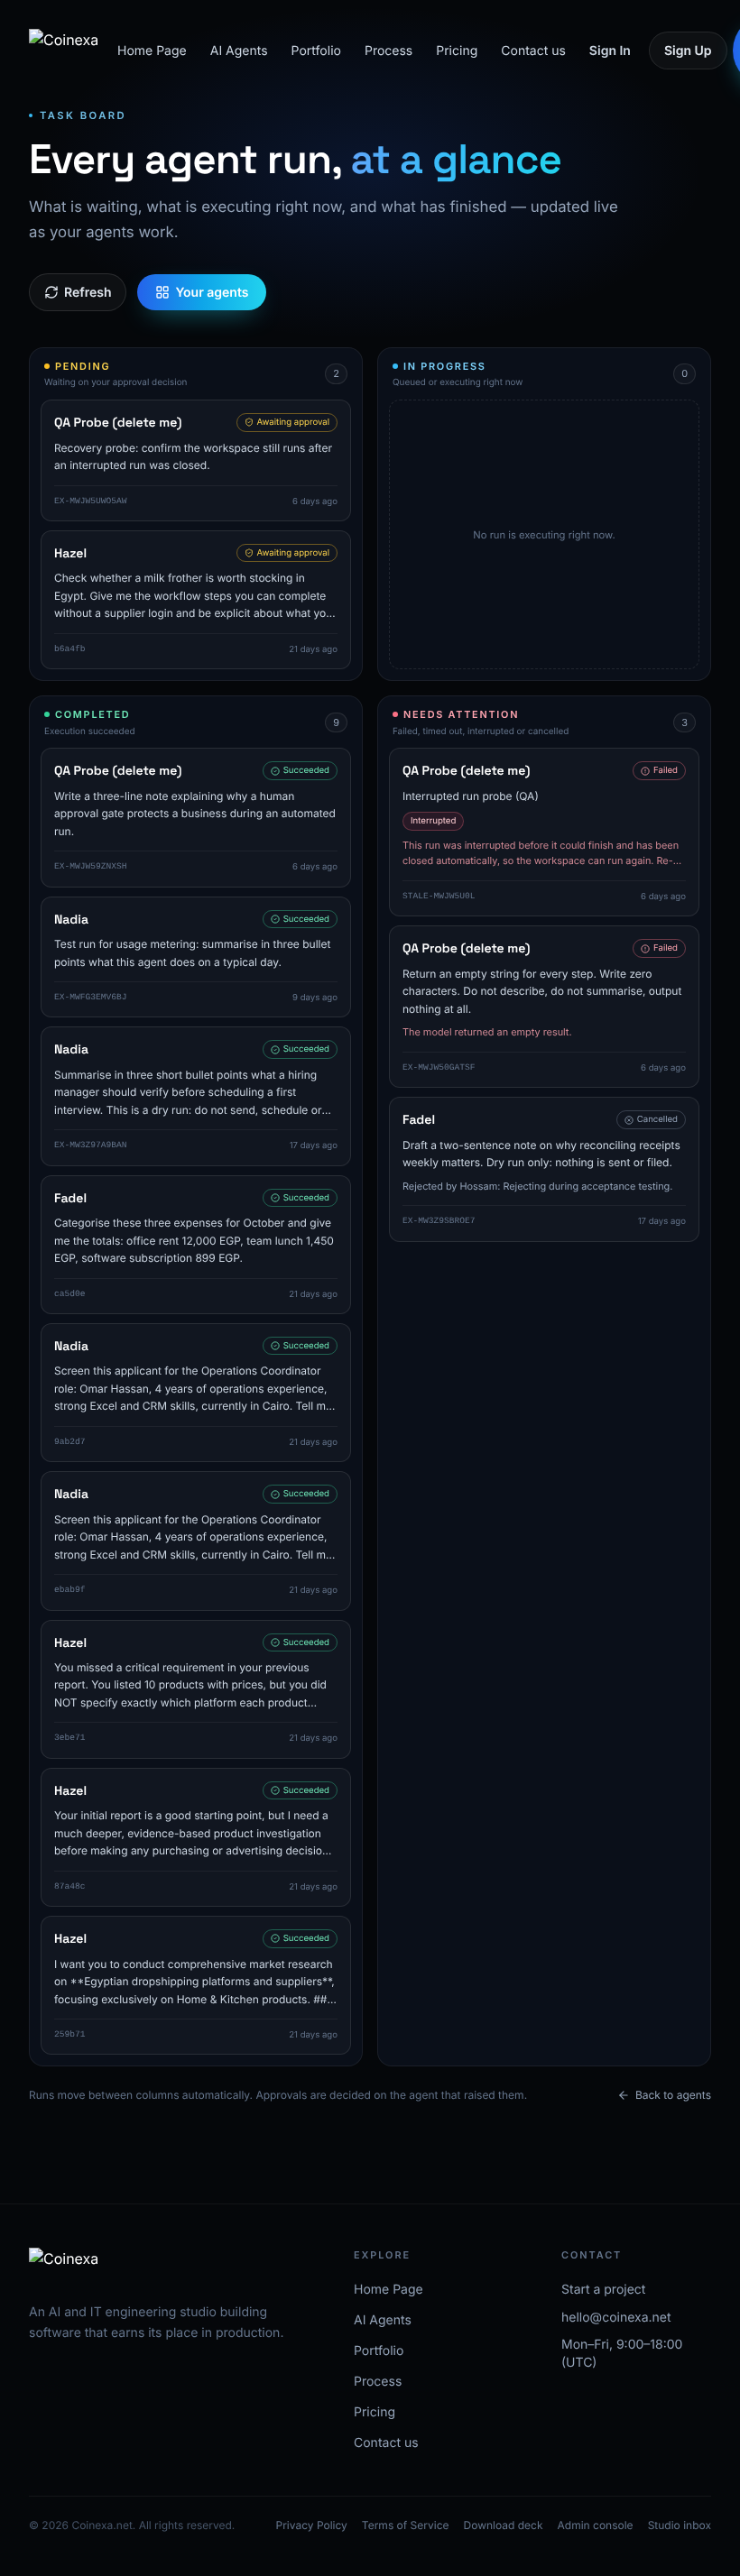 Coinexa
Home Page
AI Agents
Portfolio
Process
Pricing
Contact us
Sign In
Sign Up
TASK BOARD
Every agent run, at a glance
What is waiting, what is executing right now, and what has finished — updated live
as your agents work.
Refresh
Your agents
PENDING
Waiting on your approval decision
2
QA Probe (delete me)
Awaiting approval
Recovery probe: confirm the workspace still runs after
an interrupted run was closed.
EX-MWJW5UWO5AW
6 days ago
Hazel
Awaiting approval
Check whether a milk frother is worth stocking in
Egypt. Give me the workflow steps you can complete
without a supplier login and be explicit about what yo...
b6a4fb
21 days ago
IN PROGRESS
Queued or executing right now
0
No run is executing right now.
COMPLETED
Execution succeeded
9
QA Probe (delete me)
Succeeded
Write a three-line note explaining why a human
approval gate protects a business during an automated
run.
EX-MWJW59ZNXSH
6 days ago
Nadia
Succeeded
Test run for usage metering: summarise in three bullet
points what this agent does on a typical day.
EX-MWFG3EMV6BJ
9 days ago
Nadia
Succeeded
Summarise in three short bullet points what a hiring
manager should verify before scheduling a first
interview. This is a dry run: do not send, schedule or...
EX-MW3Z97A9BAN
17 days ago
Fadel
Succeeded
Categorise these three expenses for October and give
me the totals: office rent 12,000 EGP, team lunch 1,450
EGP, software subscription 899 EGP.
ca5d0e
21 days ago
Nadia
Succeeded
Screen this applicant for the Operations Coordinator
role: Omar Hassan, 4 years of operations experience,
strong Excel and CRM skills, currently in Cairo. Tell m...
9ab2d7
21 days ago
Nadia
Succeeded
Screen this applicant for the Operations Coordinator
role: Omar Hassan, 4 years of operations experience,
strong Excel and CRM skills, currently in Cairo. Tell m...
ebab9f
21 days ago
Hazel
Succeeded
You missed a critical requirement in your previous
report. You listed 10 products with prices, but you did
NOT specify exactly which platform each product...
3ebe71
21 days ago
Hazel
Succeeded
Your initial report is a good starting point, but I need a
much deeper, evidence-based product investigation
before making any purchasing or advertising decisio...
87a48c
21 days ago
Hazel
Succeeded
I want you to conduct comprehensive market research
on **Egyptian dropshipping platforms and suppliers**,
focusing exclusively on Home & Kitchen products. ##...
259b71
21 days ago
NEEDS ATTENTION
Failed, timed out, interrupted or cancelled
3
QA Probe (delete me)
Failed
Interrupted run probe (QA)
Interrupted
This run was interrupted before it could finish and has been
closed automatically, so the workspace can run again. Re-...
STALE-MWJW5U0L
6 days ago
QA Probe (delete me)
Failed
Return an empty string for every step. Write zero
characters. Do not describe, do not summarise, output
nothing at all.
The model returned an empty result.
EX-MWJW50GATSF
6 days ago
Fadel
Cancelled
Draft a two-sentence note on why reconciling receipts
weekly matters. Dry run only: nothing is sent or filed.
Rejected by Hossam: Rejecting during acceptance testing.
EX-MW3Z9SBROE7
17 days ago
Runs move between columns automatically. Approvals are decided on the agent that raised them.
Back to agents
Coinexa
An AI and IT engineering studio building
software that earns its place in production.
EXPLORE
Home Page
AI Agents
Portfolio
Process
Pricing
Contact us
CONTACT
Start a project
hello@coinexa.net
Mon–Fri, 9:00–18:00
(UTC)
© 2026 Coinexa.net. All rights reserved.
Privacy Policy
Terms of Service
Download deck
Admin console
Studio inbox